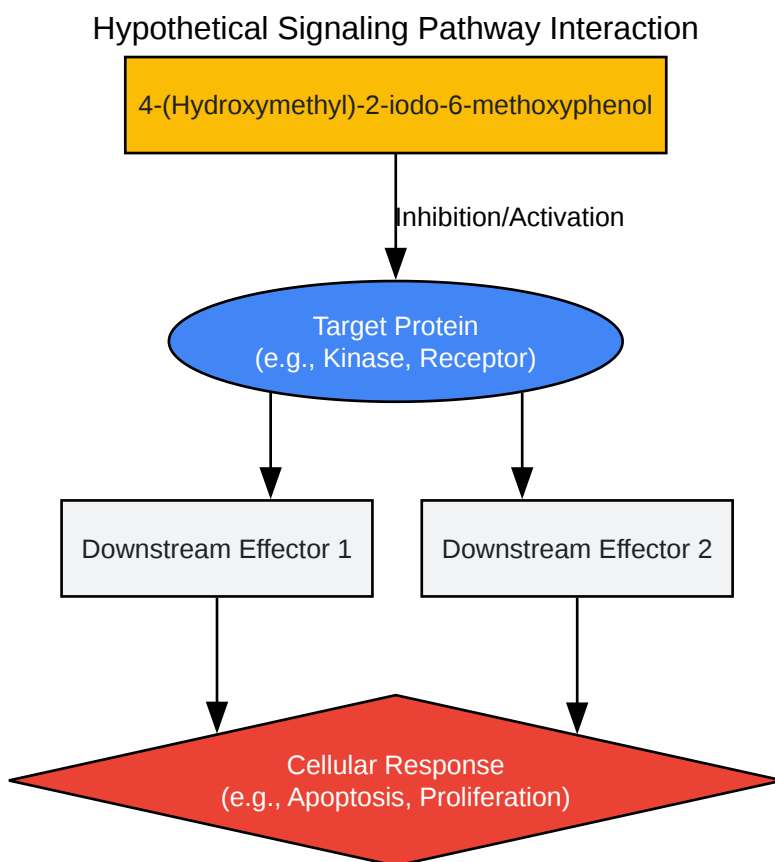 Hypothetical Signaling Pathway Interaction
4-(Hydroxymethyl)-2-iodo-6-methoxyphenol
Inhibition/Activation
Target Protein
(e.g., Kinase, Receptor)
Downstream Effector 1
Downstream Effector 2
Cellular Response
(e.g., Apoptosis, Proliferation)